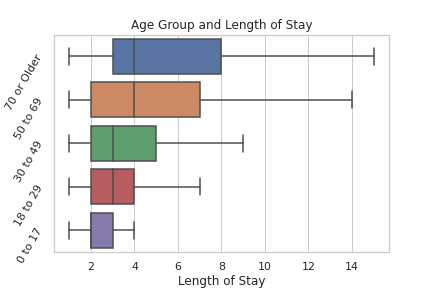 Age Group and Length of Stay
70 or Older
50 to 69
30 to 49
18 to 29
0 to 17
2 4 6 8 10 12 14
Length of Stay